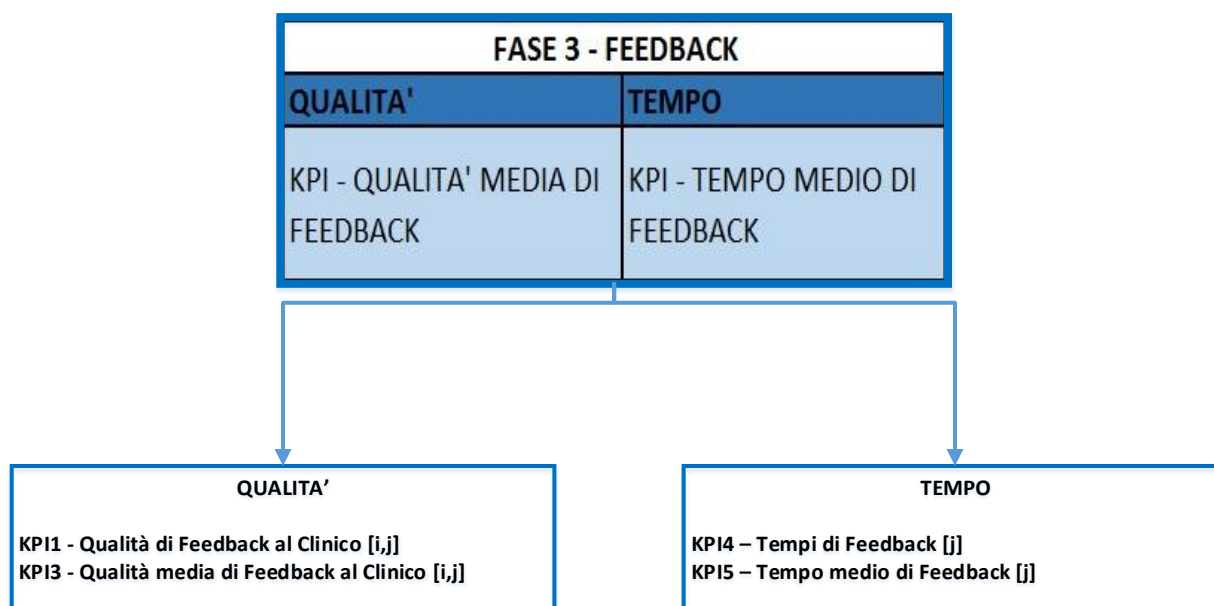 FASE 3 - FEEDBACK
QUALITA' TEMPO
KPI - QUALITA' MEDIA DI
FEEDBACK
KPI - TEMPO MEDIO DI
FEEDBACK
QUALITA’
KPI1 - Qualità di Feedback al Clinico [i,j]
KPI3 - Qualità media di Feedback al Clinico [i,j]
TEMPO
KPI4 – Tempi di Feedback [j]
KPI5 – Tempo medio di Feedback [j]